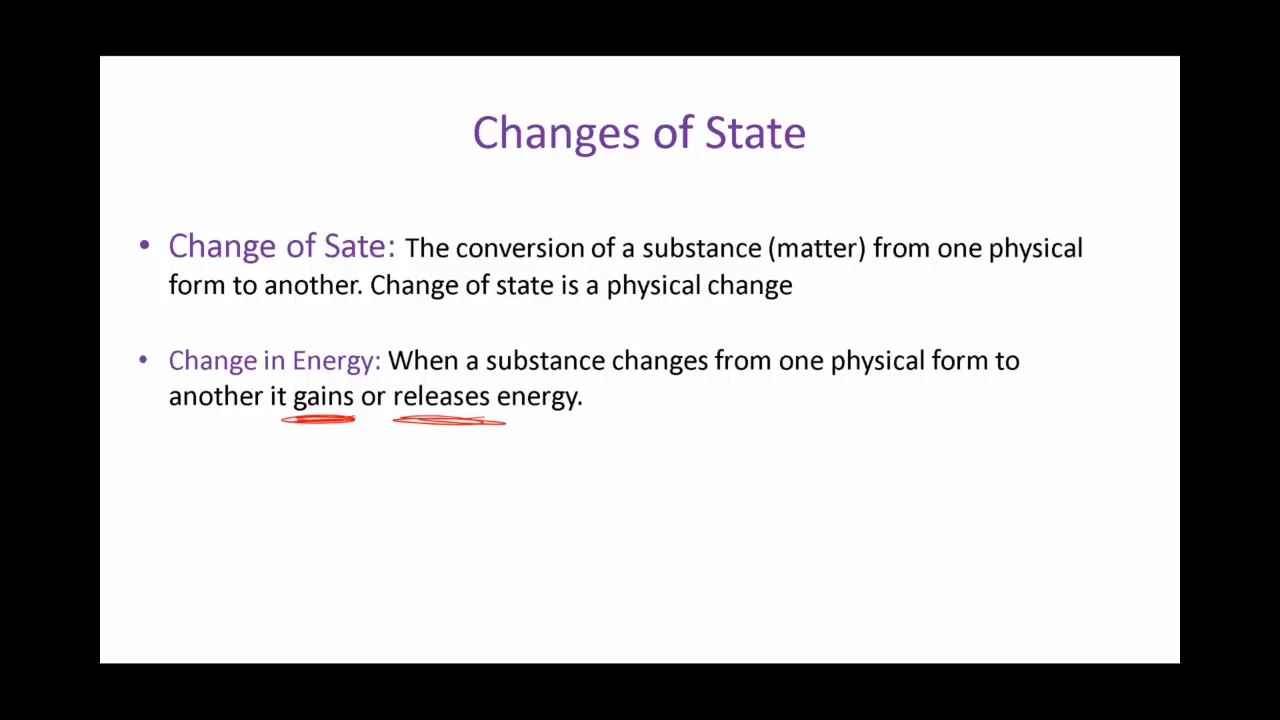 Changes of State
• Change of Sate: The conversion of a substance (matter) from one physical
form to another. Change of state is a physical change
• Change in Energy: When a substance changes from one physical form to
another it gains or releases energy.